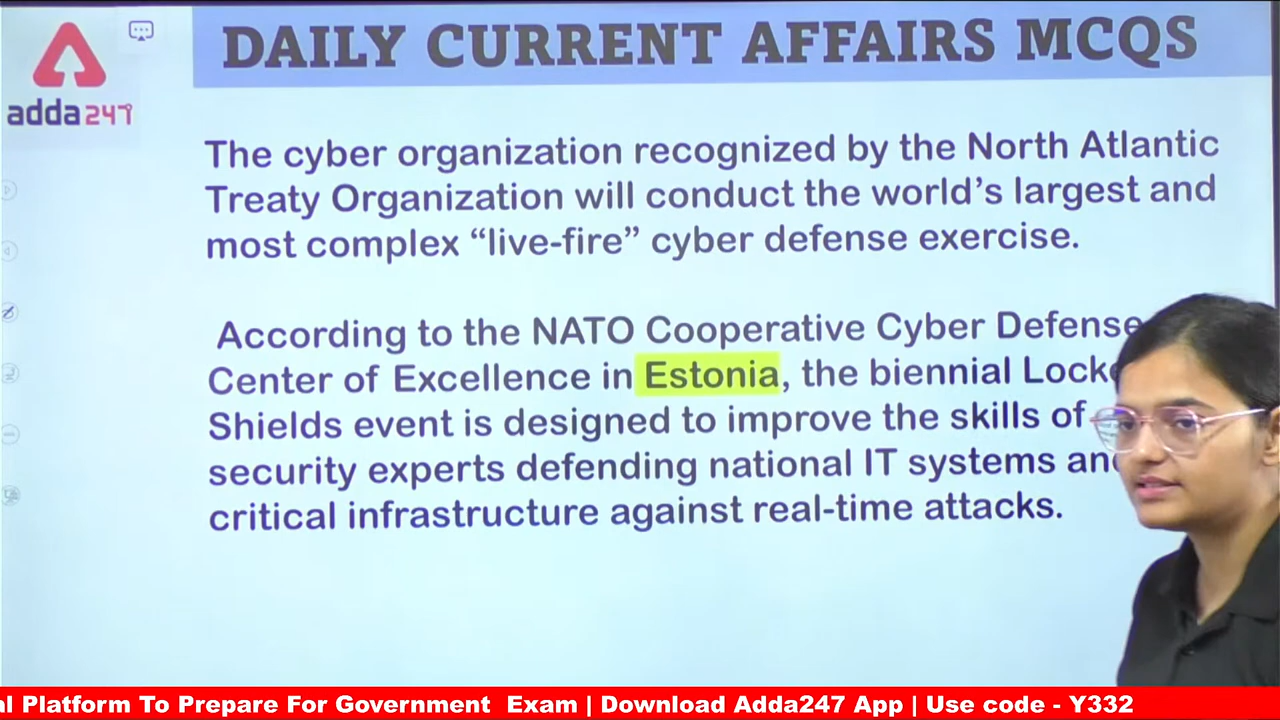 DAILY CURRENT AFFAIRS MCQS
adda247
The cyber organization recognized by the North Atlantic
Treaty Organization will conduct the world's largest and
most complex “live-fire” cyber defense exercise.
According to the NATO Cooperative Cyber Defense
Center of Excellence in Estonia, the biennial
Shields event is designed to improve the skills of
security experts defending national IT systems
critical infrastructure against real-time attacks.
Platform To Prepare For Government Exam | Download Adda247 App | Use code - Y332